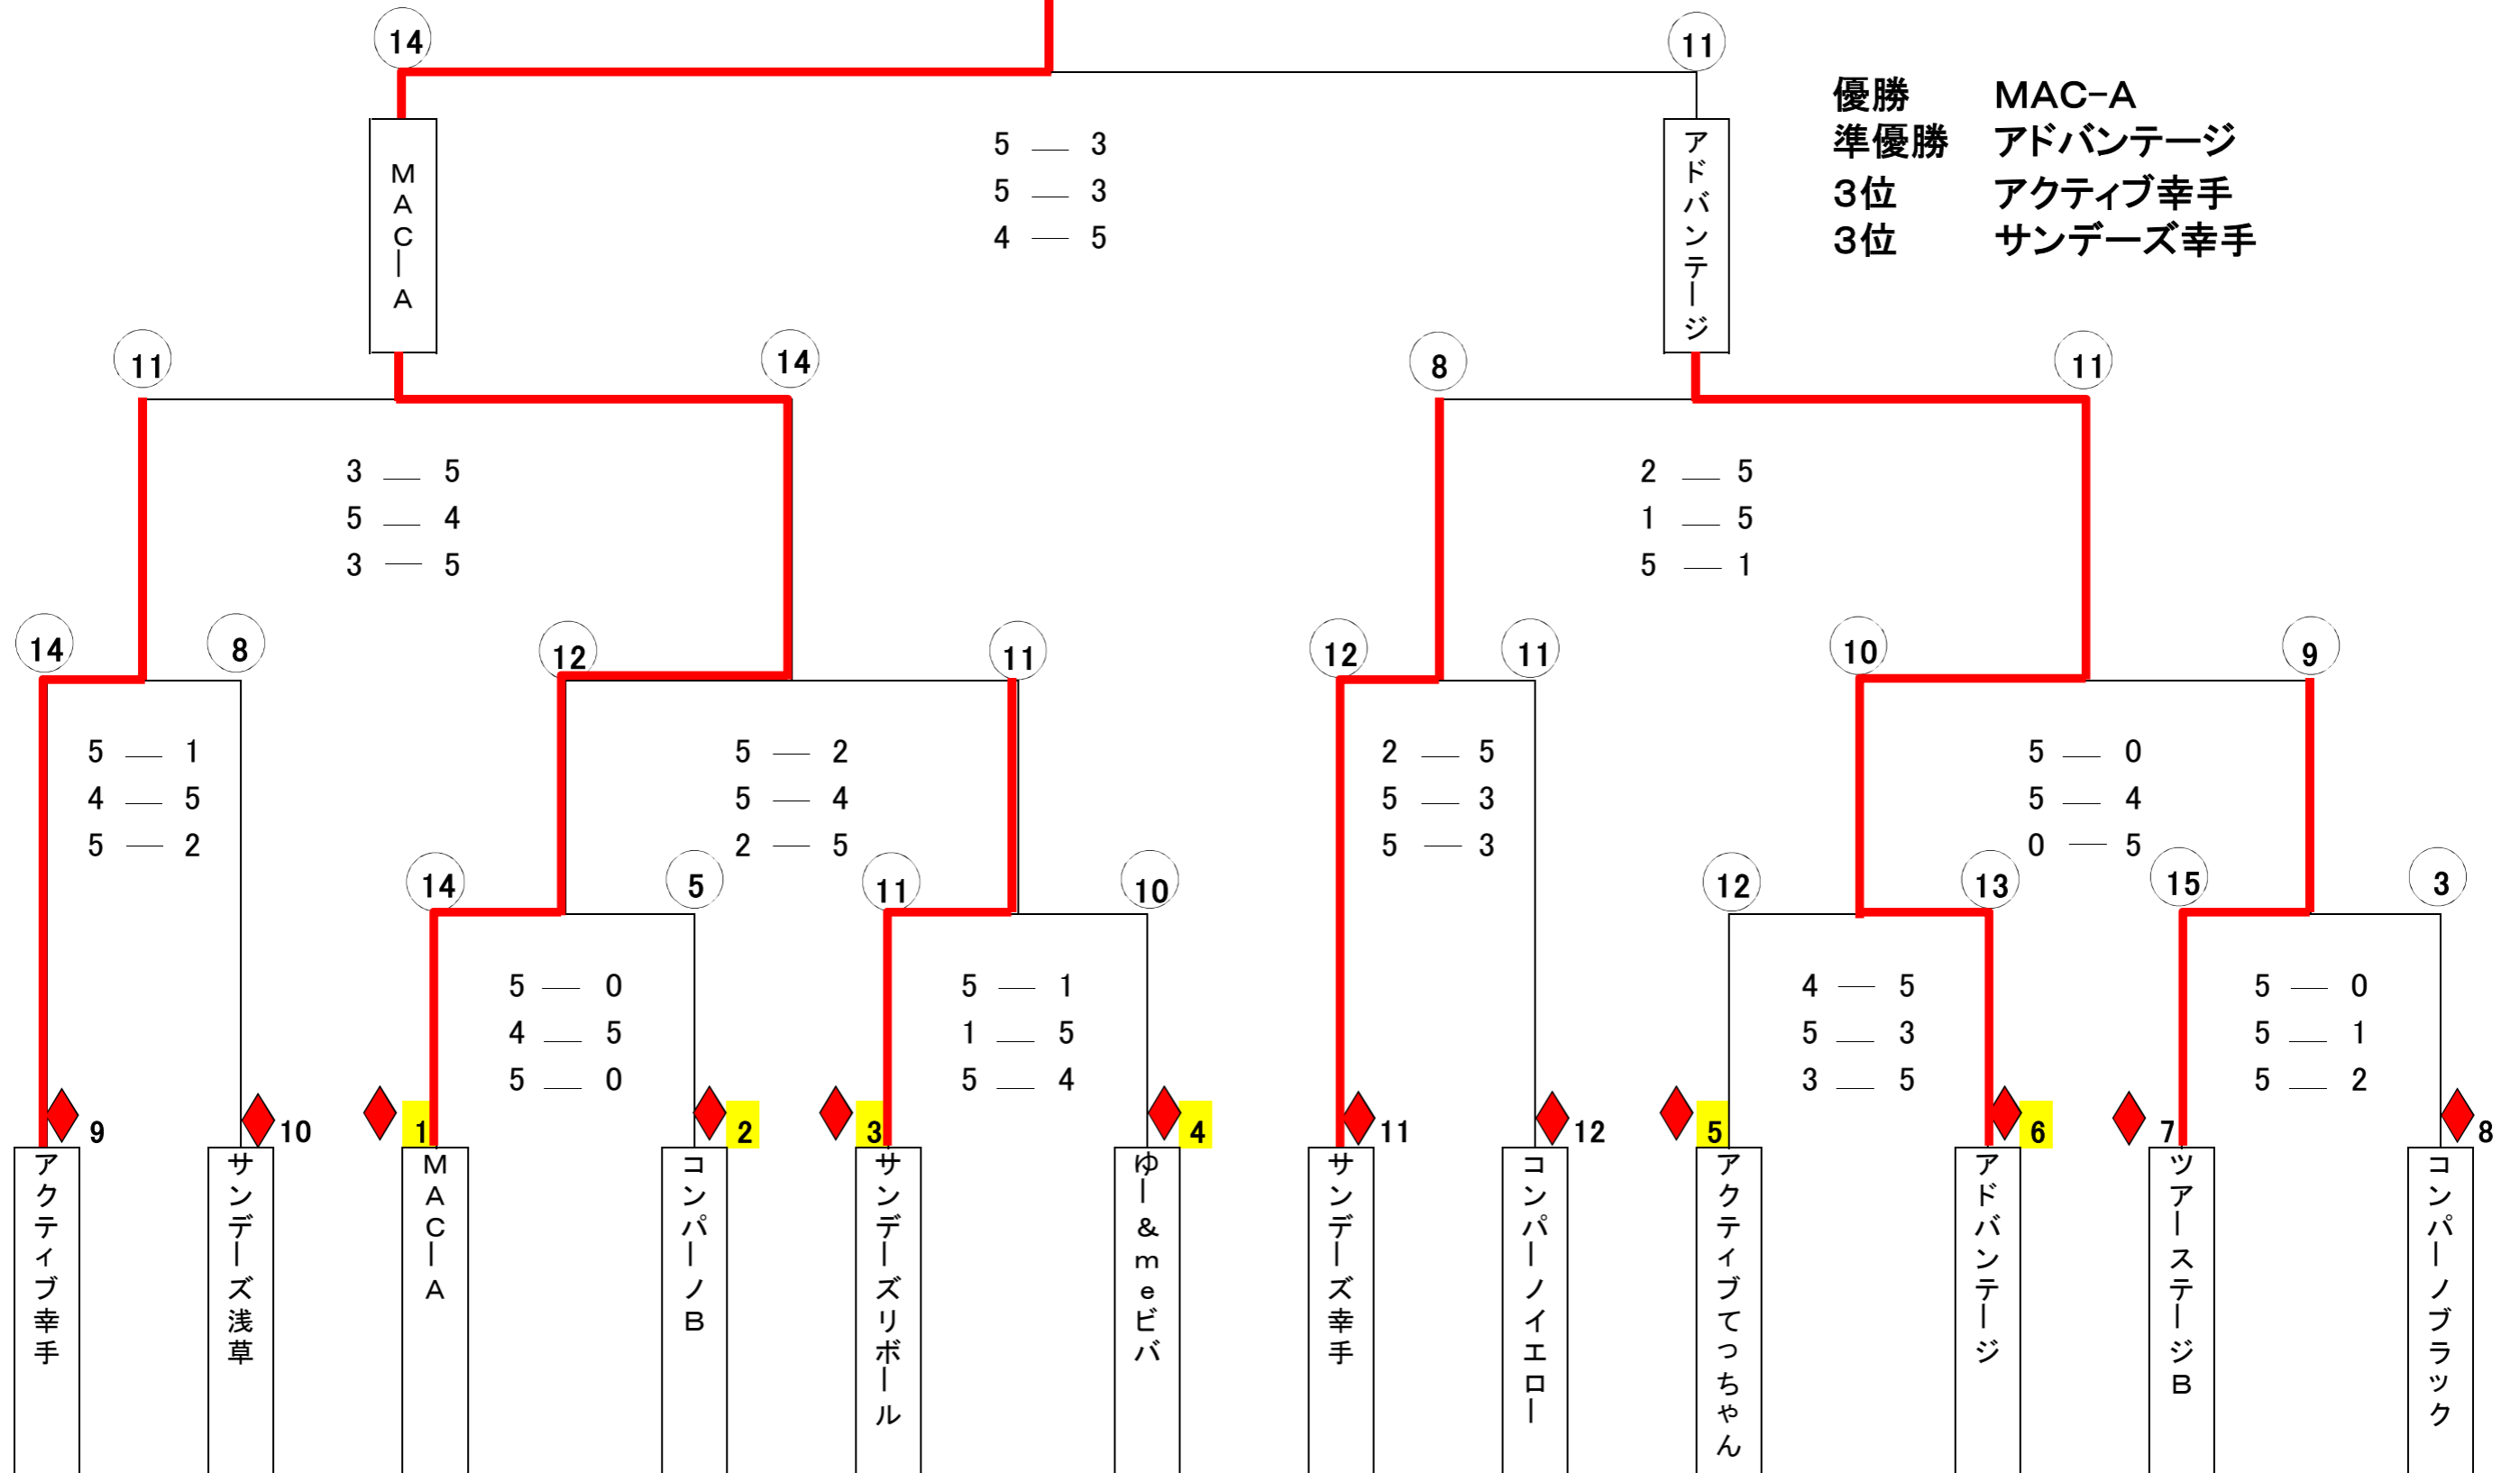 14
11
優勝 MAC-A
準優勝 アドバンテージ
3位 アクティブ幸手
3位 サンデーズ幸手
MAC-A
アドバンテージ
5 — 3
5 — 3
4 — 5
11
14
8
11
3 — 5
5 — 4
3 — 5
2 — 5
1 — 5
5 — 1
14
8
12
11
12
11
10
9
5 — 1
4 — 5
5 — 2
5 — 2
5 — 4
2 — 5
2 — 5
5 — 3
5 — 3
5 — 0
5 — 4
0 — 5
14
5
11
10
12
13
15
3
5 — 0
4 — 5
5 — 0
5 — 1
1 — 5
5 — 4
4 — 5
5 — 3
3 — 5
5 — 0
5 — 1
5 — 2
9
10
1
2
3
4
11
12
5
6
7
8
アクティブ幸手
サンデーズ浅草
MAC-A
コンパーノB
サンデーズリボール
ゆー&meビバ
サンデーズ幸手
コンパーノイエロー
アクティブてっちゃん
アドバンテージ
ツアーステージB
コンパーノブラック